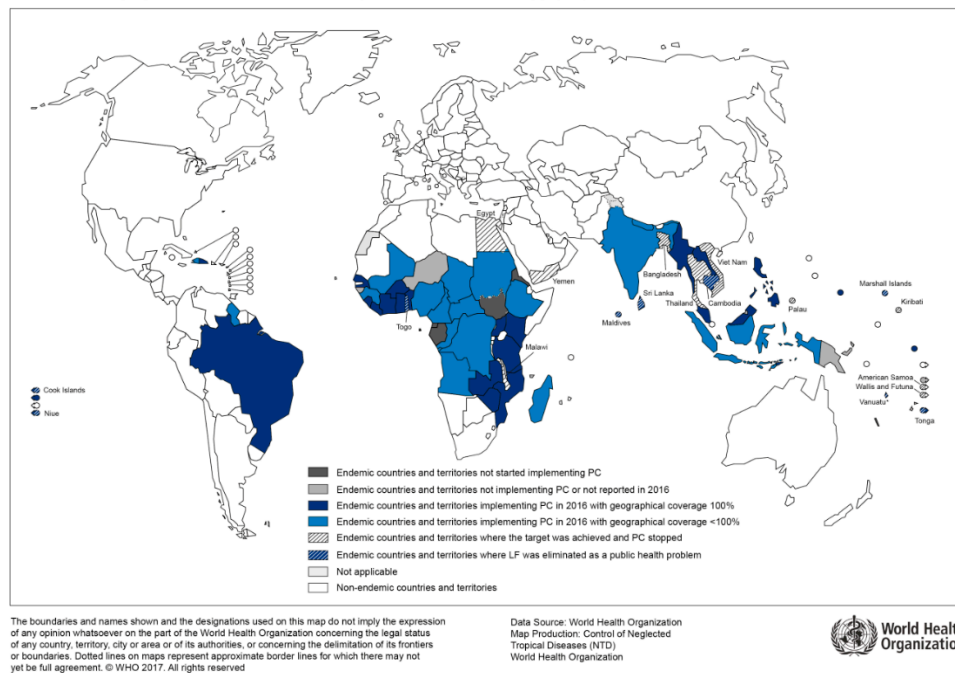 Egypt
Yemen
Togo
Malawi
Bangladesh
Viet Nam
Sri Lanka
Thailand
Cambodia
Maldives
Palau
Marshall Islands
Kiribati
American Samoa
Wallis and Futuna
Vanuatu*
Tonga
Cook Islands
Niue
Endemic countries and territories not started implementing PC
Endemic countries and territories not implementing PC or not reported in 2016
Endemic countries and territories implementing PC in 2016 with geographical coverage 100%
Endemic countries and territories implementing PC in 2016 with geographical coverage <100%
Endemic countries and territories where the target was achieved and PC stopped
Endemic countries and territories where LF was eliminated as a public health problem
Not applicable
Non-endemic countries and territories
The boundaries and names shown and the designations used on this map do not imply the expression
of any opinion whatsoever on the part of the World Health Organization concerning the legal status
of any country, territory, city or area or of its authorities, or concerning the delimitation of its frontiers
or boundaries. Dotted lines on maps represent approximate border lines for which there may not
yet be full agreement. © WHO 2017. All rights reserved
Data Source: World Health Organization
Map Production: Control of Neglected
Tropical Diseases (NTD)
World Health Organization
World Heal
Organizatio